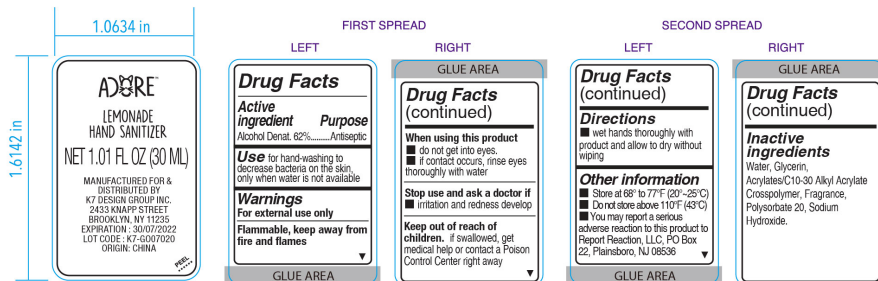 1.0634 in
1.6142 in
ADORE™
LEMONADE
HAND SANITIZER
NET 1.01 FL OZ (30 ML)
MANUFACTURED FOR &
DISTRIBUTED BY
K7 DESIGN GROUP INC.
2433 KNAPP STREET
BROOKLYN, NY 11235
EXPIRATION : 30/07/2022
LOT CODE : K7-GO07020
ORIGIN: CHINA
PEEL
FIRST SPREAD
LEFT
Drug Facts
Active
ingredient Purpose
Alcohol Denat. 62%.........Antiseptic
Use for hand-washing to
decrease bacteria on the skin,
only when water is not available
Warnings
For external use only
Flammable, keep away from
fire and flames
▼
GLUE AREA
RIGHT
GLUE AREA
Drug Facts
(continued)
When using this product
■ do not get into eyes.
■ if contact occurs, rinse eyes
thoroughly with water
Stop use and ask a doctor if
■ irritation and redness develop
Keep out of reach of
children. if swallowed, get
medical help or contact a Poison
Control Center right away
▼
SECOND SPREAD
LEFT
Drug Facts
(continued)
Directions
■ wet hands thoroughly with
product and allow to dry without
wiping
Other information
■ Store at 68° to 77°F (20°~25°C)
■ Do not store above 110°F (43°C)
■ You may report a serious
adverse reaction to this product to
Report Reaction, LLC, PO Box
22, Plainsboro, NJ 08536 ▼
GLUE AREA
RIGHT
GLUE AREA
Drug Facts
(continued)
Inactive
ingredients
Water, Glycerin,
Acrylates/C10-30 Alkyl Acrylate
Crosspolymer, Fragrance,
Polysorbate 20, Sodium
Hydroxide.